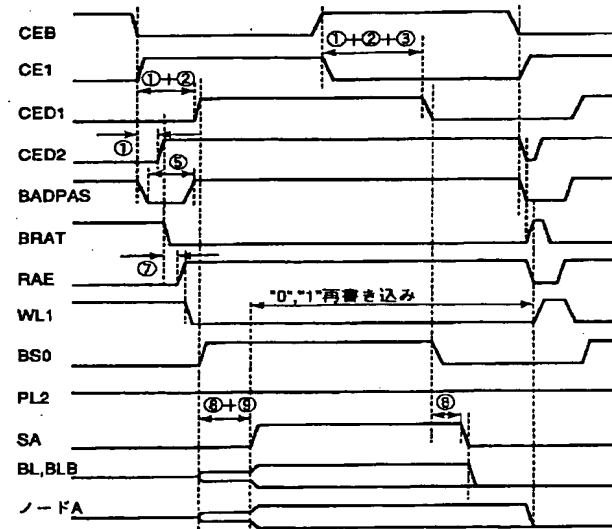 CEB
CE1
①+②+③
①+②
CED1
①
CED2
⑤
BADPAS
BRAT
⑦
RAE
"0","1"再書き込み
WL1
BS0
PL2
⑧+⑨
⑧
SA
BL,BLB
ノードA